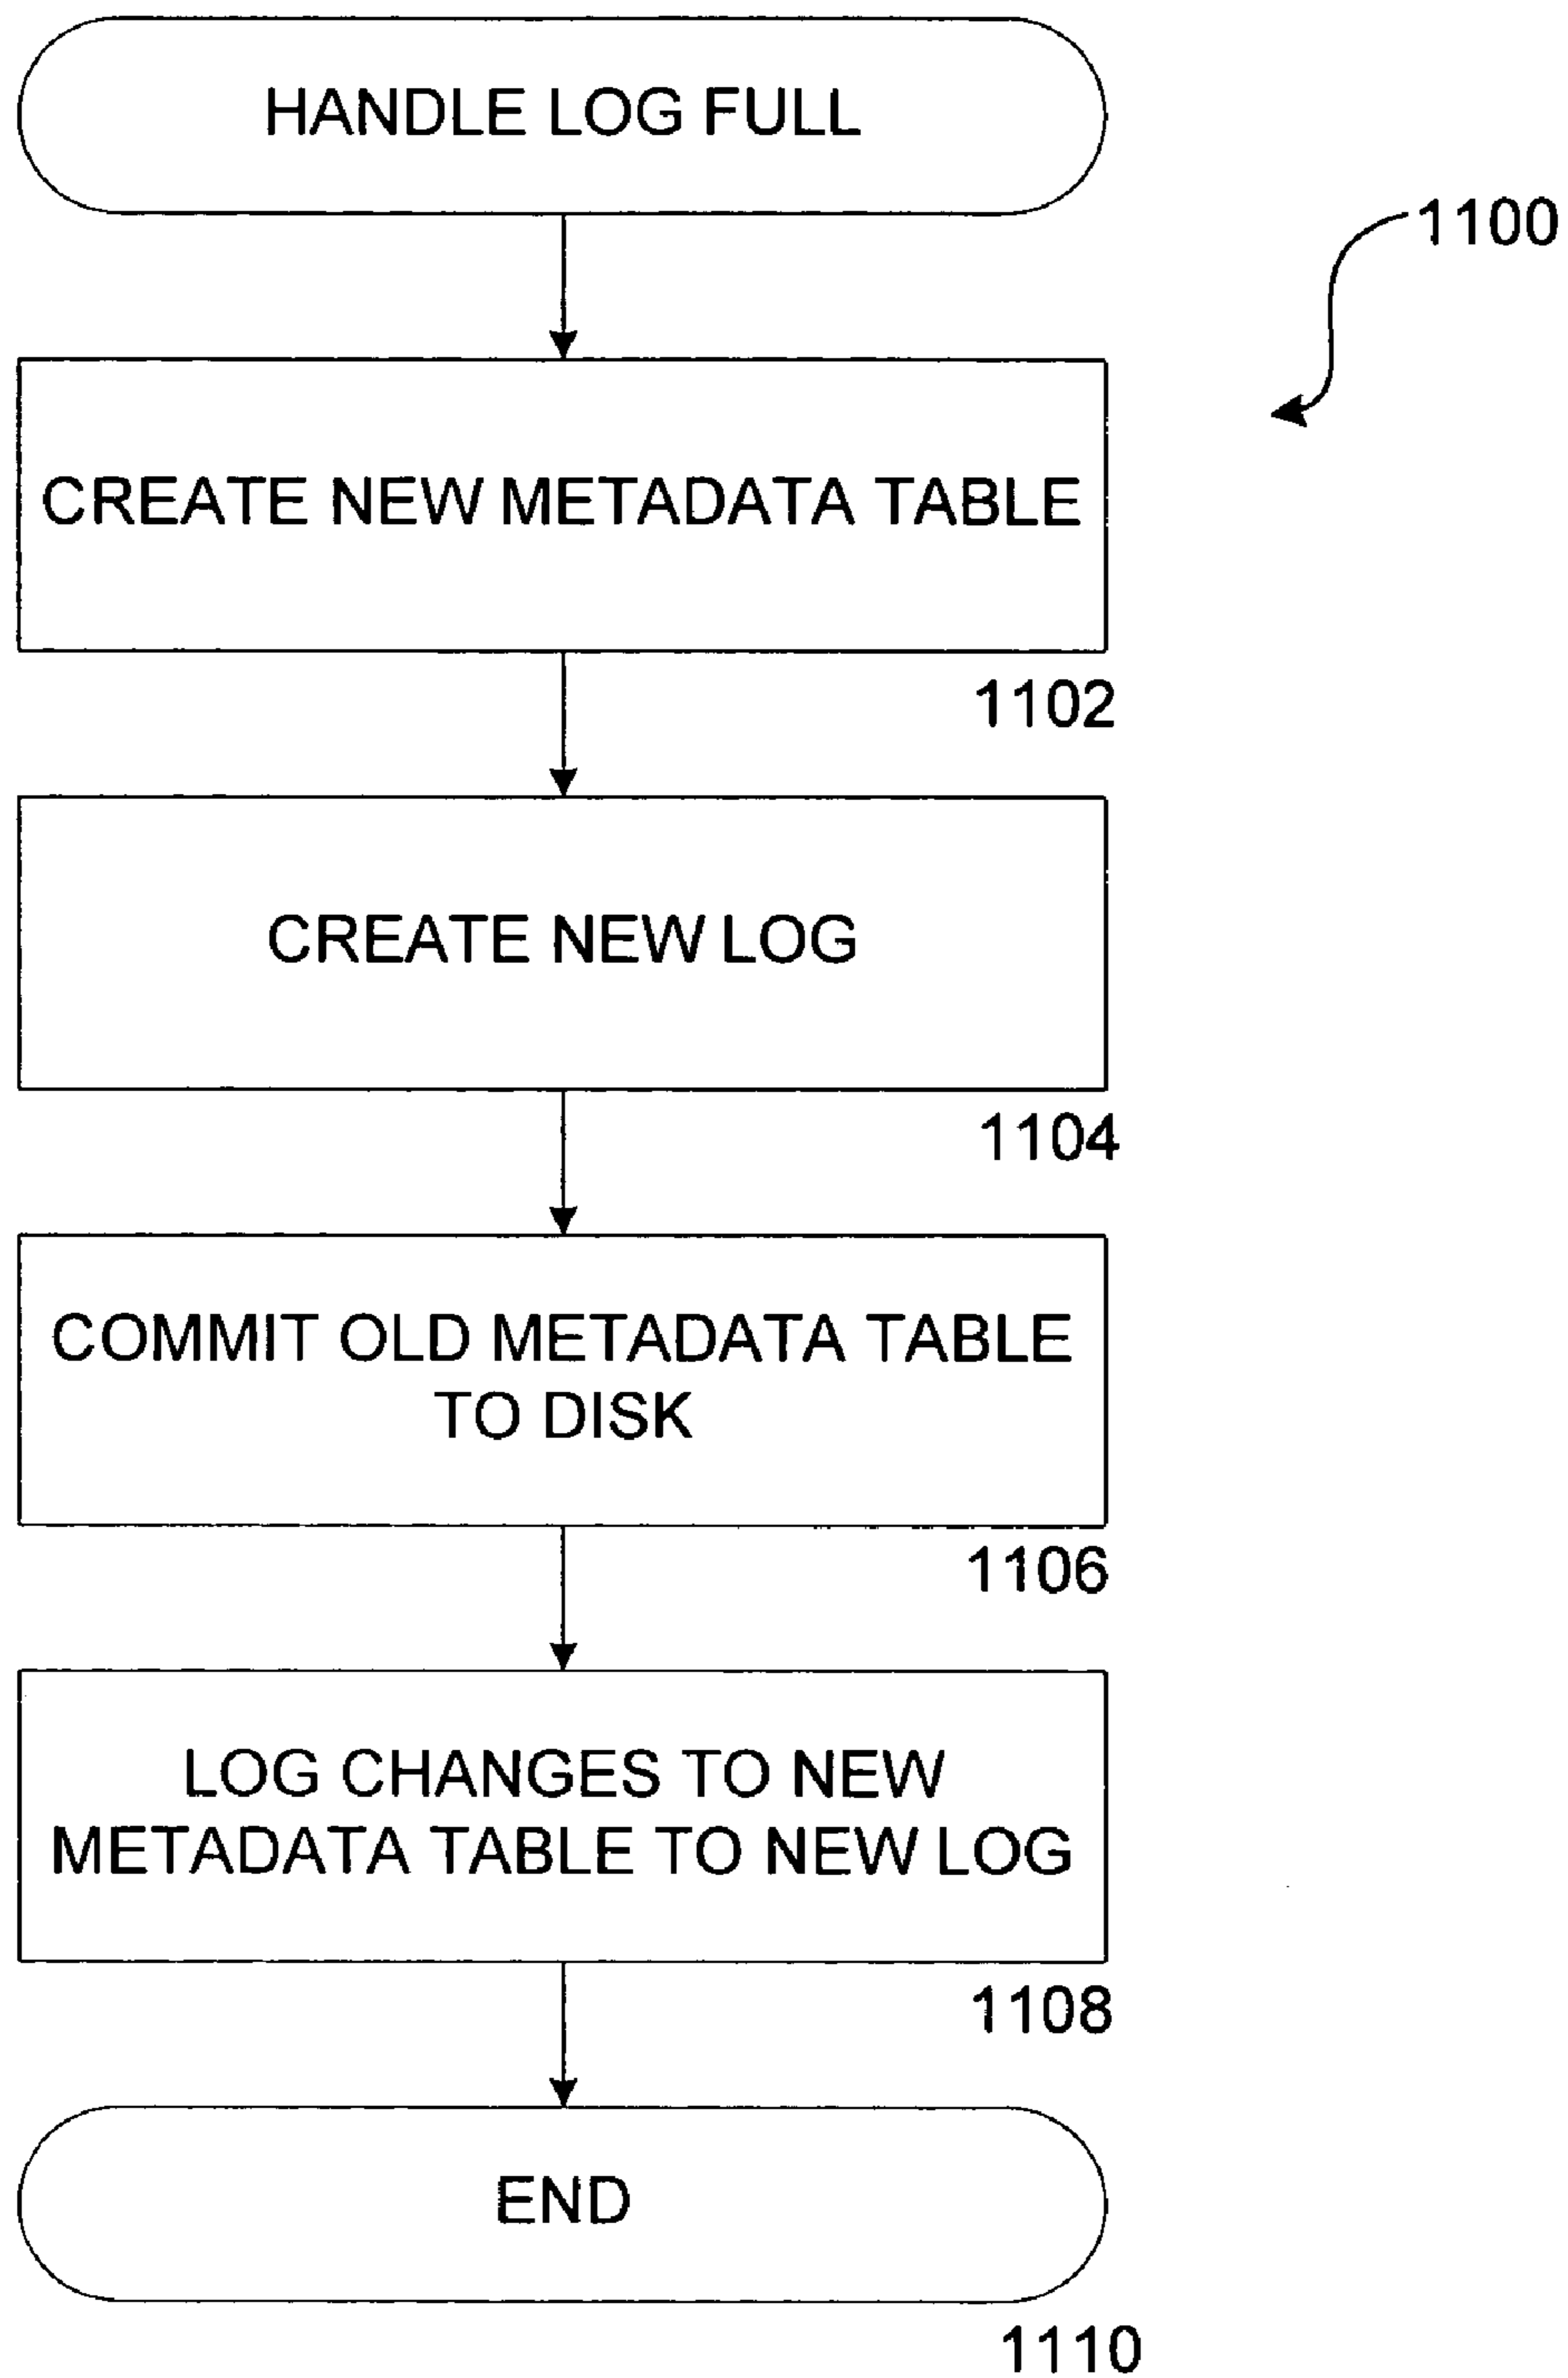 HANDLE LOG FULL
1100
CREATE NEW METADATA TABLE
1102
CREATE NEW LOG
1104
COMMIT OLD METADATA TABLE
TO DISK
1106
LOG CHANGES TO NEW
METADATA TABLE TO NEW LOG
1108
END
1110